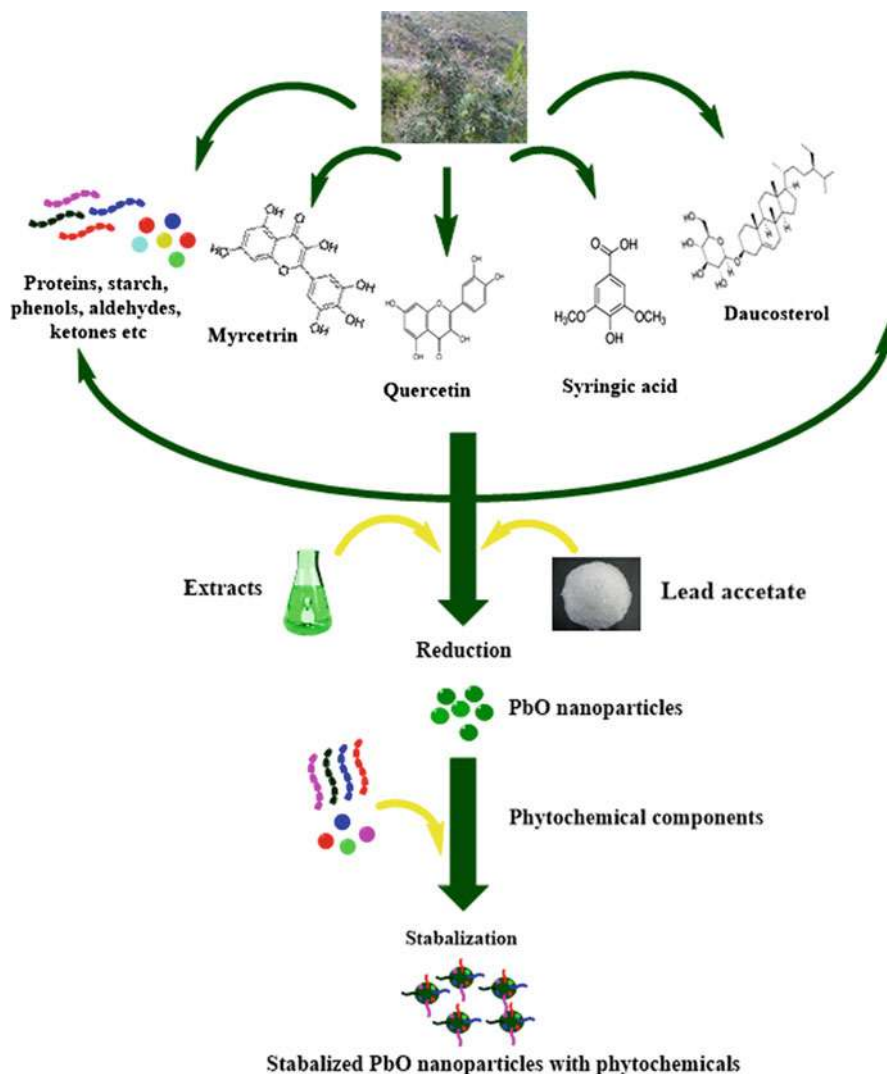 Proteins, starch,
phenols, aldehydes,
ketones etc
Myrcetrin
Quercetin
Syringic acid
Daucosterol
OH
OH
OH
OH
OH
OH
O
O
HO
OH
OH
OH
OH
O
O
O
OH
H₃CO
OCH₃
OH
HO
HO
HO
OH
O
O
H
H
H
Extracts
Lead accetate
Reduction
PbO nanoparticles
Phytochemical components
Stabalization
Stabalized PbO nanoparticles with phytochemicals